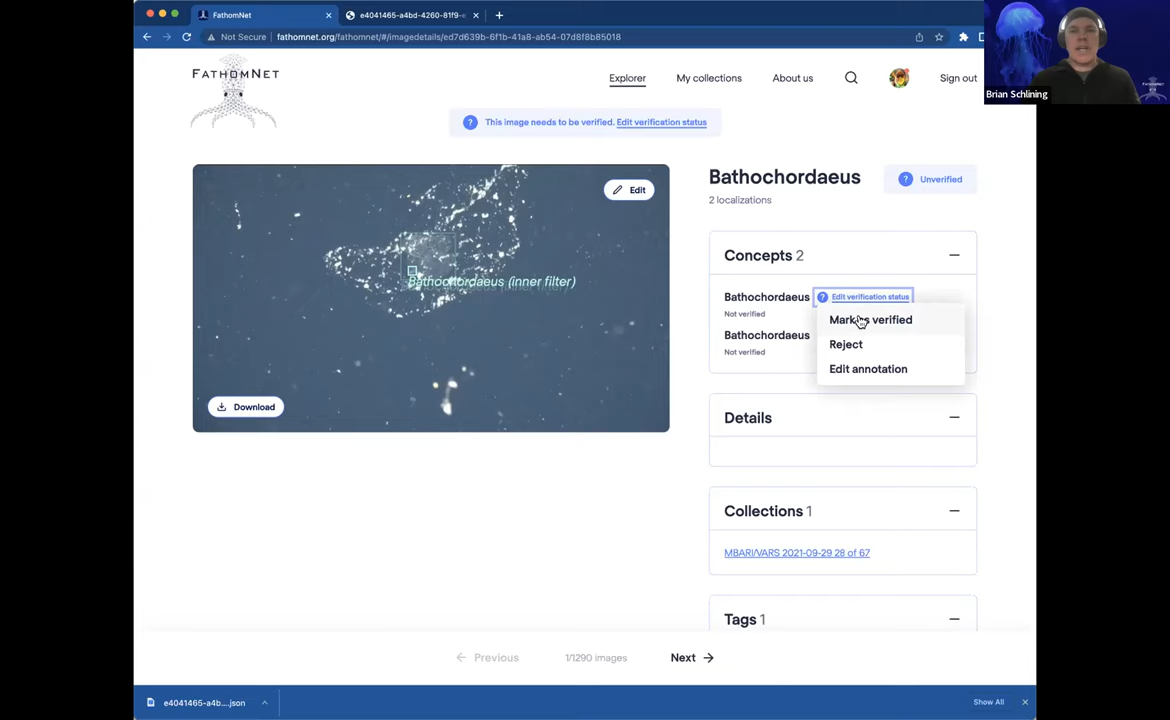 FathomNet
e4041465-a4bd-4260-81f9-e
Not Secure
fathomnet.org/fathomnet/#/imagedetails/ed7d639b-6f1b-41a8-ab54-07d8f8b85018
Brian Schlining
FATHOMNET
Explorer
My collections
About us
Sign out
This image needs to be verified. Edit verification status
Edit
Bathochordaeus (inner filter)
Download
Bathochordaeus
Unverified
2 localizations
Concepts 2
Bathochordaeus
Edit verification status
Not verified
Mark as verified
Bathochordaeus
Reject
Not verified
Edit annotation
Details
Collections 1
MBARI/VARS 2021-09-29 28 of 67
Tags 1
Previous
1/1290 images
Next
e4041465-a4b....json
Show All